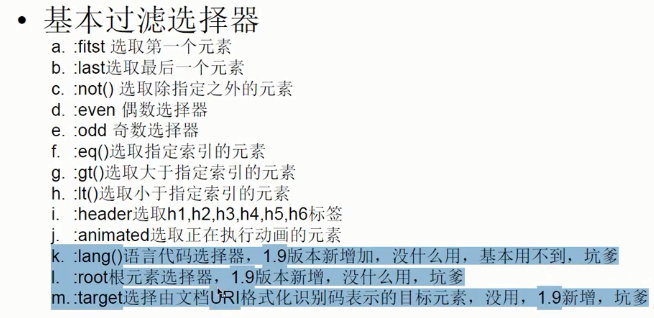 • 基本过滤选择器
a. :fitst 选取第一个元素
b. :last选取最后一个元素
c. :not() 选取除指定之外的元素
d. :even 偶数选择器
e. :odd 奇数选择器
f. :eq()选取指定索引的元素
g. :gt()选取大于指定索引的元素
h. :lt()选取小于指定索引的元素
i. :header选取h1,h2,h3,h4,h5,h6标签
j. :animated选取正在执行动画的元素
k. :lang()语言代码选择器，1.9版本新增加，没什么用，基本用不到，坑爹
l. :root根元素选择器，1.9版本新增，没什么用，坑爹
m. :target选择由文档URI格式化识别码表示的目标元素，没用，1.9新增，坑爹